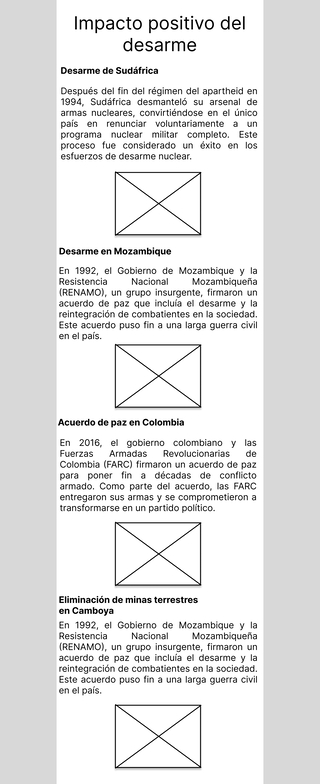 Impacto positivo del
desarme
Desarme de Sudáfrica
Después del fin del régimen del apartheid en
1994, Sudáfrica desmanteló su arsenal de
armas nucleares, convirtiéndose en el único
país en renunciar voluntariamente a un
programa nuclear militar completo. Este
proceso fue considerado un éxito en los
esfuerzos de desarme nuclear.
Desarme en Mozambique
En 1992, el Gobierno de Mozambique y la
Resistencia Nacional Mozambiqueña
(RENAMO), un grupo insurgente, firmaron un
acuerdo de paz que incluía el desarme y la
reintegración de combatientes en la sociedad.
Este acuerdo puso fin a una larga guerra civil
en el país.
Acuerdo de paz en Colombia
En 2016, el gobierno colombiano y las
Fuerzas Armadas Revolucionarias de
Colombia (FARC) firmaron un acuerdo de paz
para poner fin a décadas de conflicto
armado. Como parte del acuerdo, las FARC
entregaron sus armas y se comprometieron a
transformarse en un partido político.
Eliminación de minas terrestres
en Camboya
En 1992, el Gobierno de Mozambique y la
Resistencia Nacional Mozambiqueña
(RENAMO), un grupo insurgente, firmaron un
acuerdo de paz que incluía el desarme y la
reintegración de combatientes en la sociedad.
Este acuerdo puso fin a una larga guerra civil
en el país.